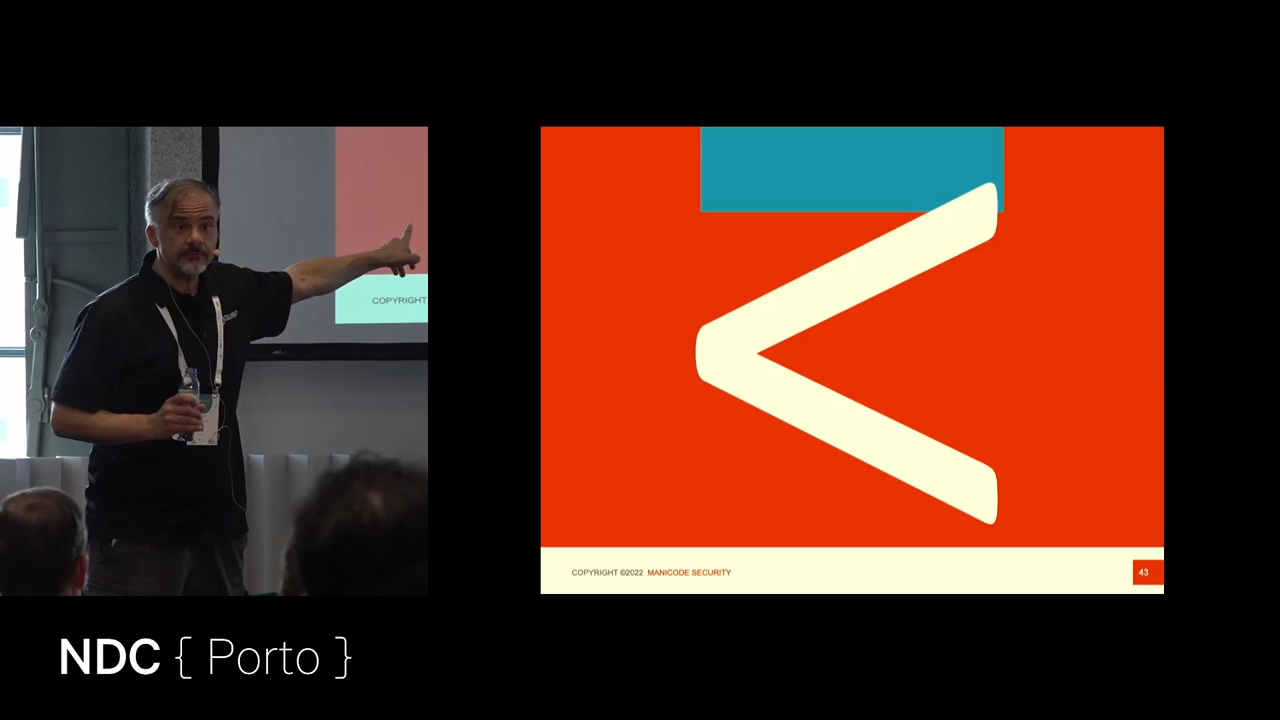 COPYRIGHT
<
COPYRIGHT ©2022 MANICODE SECURITY
43
NDC { Porto }